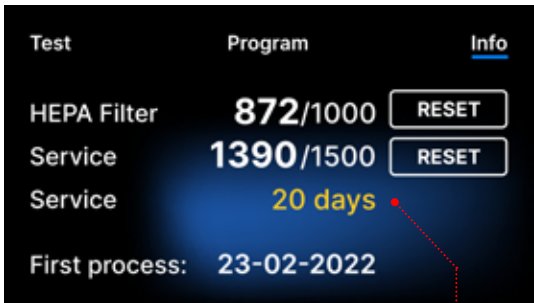 Test Program Info
HEPA Filter 872/1000 RESET
Service 1390/1500 RESET
Service 20 days
First process: 23-02-2022